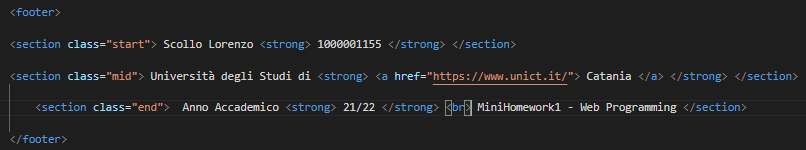 <footer>
<section class="start"> Scollo Lorenzo <strong> 1000001155 </strong> </section>
<section class="mid"> Università degli Studi di <strong> <a href="https://www.unict.it/"> Catania </a> </strong> </section>
<section class="end">  Anno Accademico <strong> 21/22 </strong> <br> MiniHomework1 - Web Programming </section>
</footer>